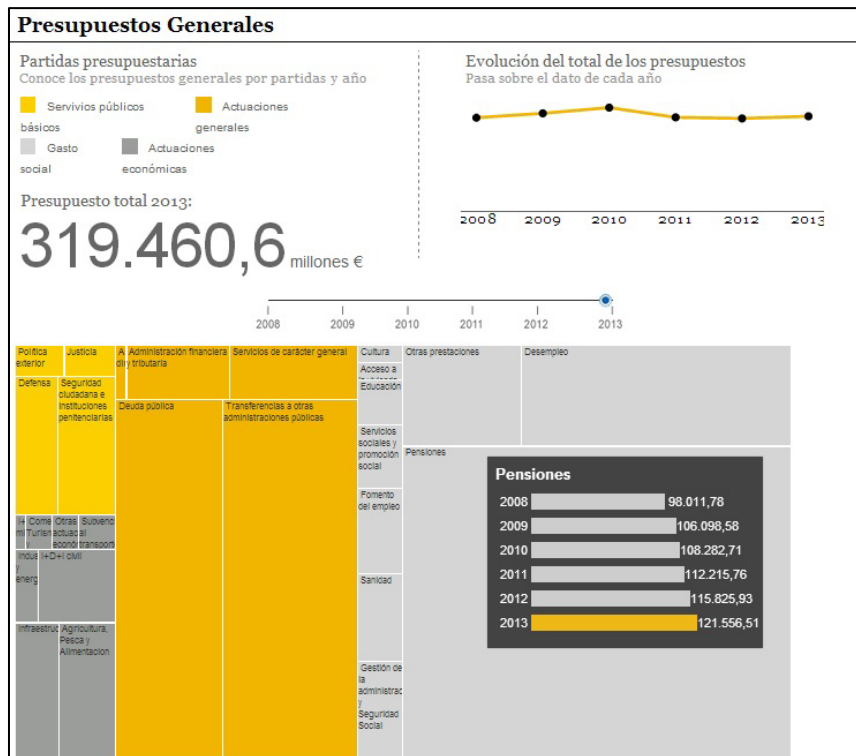 Presupuestos Generales
Partidas presupuestarias
Conoce los presupuestos generales por partidas y año
Servivios públicos
básicos
Actuaciones
generales
Gasto
social
Actuaciones
económicas
Presupuesto total 2013:
319.460,6 millones €
Evolución del total de los presupuestos
Pasa sobre el dato de cada año
2008 2009 2010 2011 2012 2013
2008 2009 2010 2011 2012 2013
Política
exterior
Justicia
Defensa
Seguridad
ciudadana e
instituciones
penitenciarias
Otras
Subvenc
al
transport
y
energ
I+D+I civil
Infraestruc
Agricultura,
Pesca y
Alimentacion
Administración financiera
y tributaria
Servicios de carácter general
Deuda pública
Transferencias a otras
administraciones públicas
Cultura
Acceso a
Educación
Servicios
sociales y
promoción
social
Fomento
del empleo
Sanidad
Gestión de
la
administrac
y
Seguridad
Social
Otras prestaciones
Desempleo
Pensiones
Pensiones
2008 98.011,78
2009 106.098,58
2010 108.282,71
2011 112.215,76
2012 115.825,93
2013 121.556,51